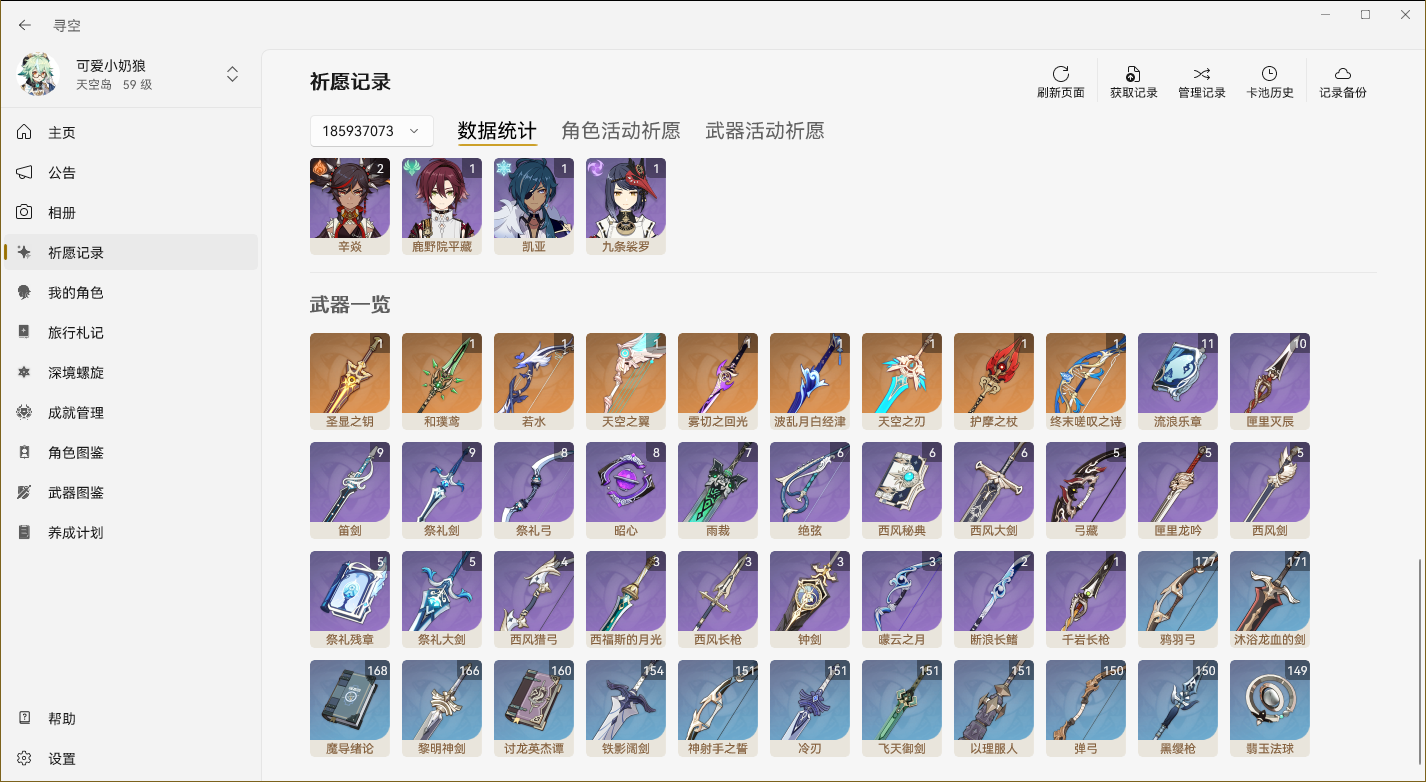 寻空
可爱小奶狼
天空岛 59 级
主页
公告
相册
祈愿记录
我的角色
旅行札记
深境螺旋
成就管理
角色图鉴
武器图鉴
养成计划
帮助
设置
祈愿记录
刷新页面 获取记录 管理记录 卡池历史 记录备份
185937073 数据统计 角色活动祈愿 武器活动祈愿
2 1 1 1
辛焱 鹿野院平藏 凯亚 九条裟罗
武器一览
1 1 1 1 1 1 1 1 1 11 10
圣显之钥 和璞鸢 若水 天空之翼 雾切之回光 波乱月白经津 天空之刃 护摩之杖 终末嗟叹之诗 流浪乐章 匣里灭辰
9 9 8 8 7 6 6 6 5 5 5
笛剑 祭礼剑 祭礼弓 昭心 雨裁 绝弦 西风秘典 西风大剑 弓藏 匣里龙吟 西风剑
5 5 4 3 3 3 3 2 1 177 171
祭礼残章 祭礼大剑 西风猎弓 西福斯的月光 西风长枪 钟剑 曚云之月 断浪长鳍 千岩长枪 鸦羽弓 沐浴龙血的剑
168 166 160 154 151 151 151 151 150 150 149
魔导绪论 黎明神剑 讨龙英杰谭 铁影阔剑 神射手之誓 冷刃 飞天御剑 以理服人 弹弓 黑缨枪 翡玉法球